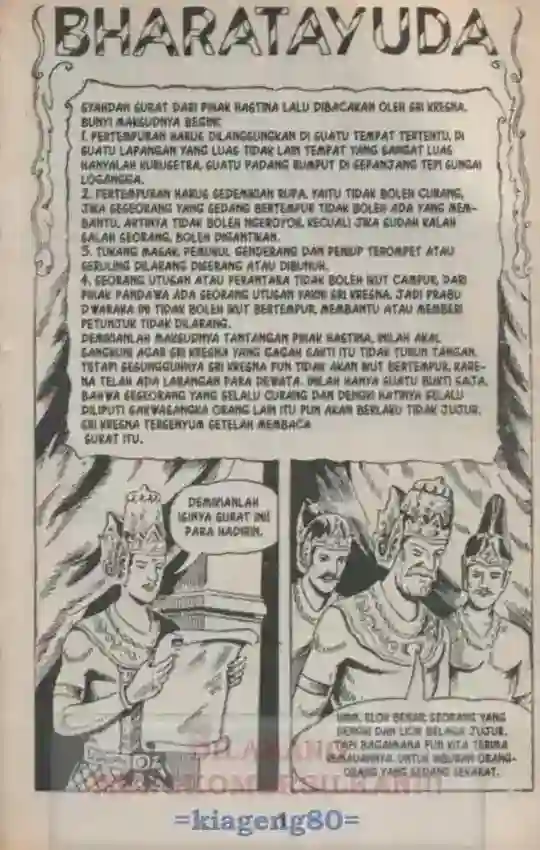 BHARATAYUDA
SYAHDAN SURAT DARI PIHAK HASTINA LALU DIBACAKAN OLEH SRI KRESNA.
BUNYI MAKSUDNYA BEGINI:
1. PERTEMPURAN HARUS DILANGSUNGKAN DI SUATU TEMPAT TERTENTU, DI
SUATU LAPANGAN YANG LUAS TIDAK LAIN TEMPAT YANG SANGAT LUAS
HANYALAH KURUSETRA, SUATU PADANG RUMPUT DI SEPANJANG TEPI SUNGAI
LOGANGGA.
2. PERTEMPURAN HARUS SEDEMIKIAN RUPA, YAITU TIDAK BOLEH CURANG,
JIKA SESEORANG YANG SEDANG BERTEMPUR TIDAK BOLEH ADA YANG MEM-
BANTU, ARTINYA TIDAK BOLEH NGEROYOK, KECUALI JIKA SUDAH KALAH
SALAH SEORANG, BOLEH DIGANTIKAN.
3. TUKANG MASAK, PEMUKUL GENDERANG DAN PENIUP TEROMPET ATAU
SERULING DILARANG DISERANG ATAU DIBUNUH.
4. SEORANG UTUSAN ATAU PERANTARA TIDAK BOLEH IKUT CAMPUR, DARI
PIHAK PANDAWA ADA SEORANG UTUSAN YAKNI SRI KRESNA. JADI PRABU
DWARAKA INI TIDAK BOLEH IKUT BERTEMPUR, MEMBANTU ATAU MEMBERI
PETUNJUK TIDAK DILARANG.
DEMIKIANLAH MAKSUDNYA TANTANGAN PIHAK HASTINA, INILAH AKAL
SANGKUNI AGAR SRI KRESNA YANG GAGAH SAKTI ITU TIDAK TURUN TANGAN.
TETAPI SESUNGGUHNYA SRI KRESNA PUN TIDAK AKAN IKUT BERTEMPUR, KARE-
NA TELAH ADA LARANGAN PARA DEWATA. INILAH HANYA SUATU BUKTI SAJA,
BAHWA SESEORANG YANG SELALU CURANG DAN DENGKI HATINYA SELALU
DILIPUTI SAKWASANGKA ORANG LAIN ITU PUN AKAN BERLAKU TIDAK JUJUR.
SRI KRESNA TERSENYUM SETELAH MEMBACA
SURAT ITU.
DEMIKIANLAH
ISINYA SURAT INI
PARA HADIRIN.
HMM, ELOK BENAR, SEORANG YANG
DENGKI DAN LICIK BELAGA JUJUR.
TAPI BAGAIMANA PUN KITA TERIMA
KEMAUANNYA. UNTUK HIBURAN ORANG-
ORANG YANG SEDANG SEKARAT.
1
=kiageng80=